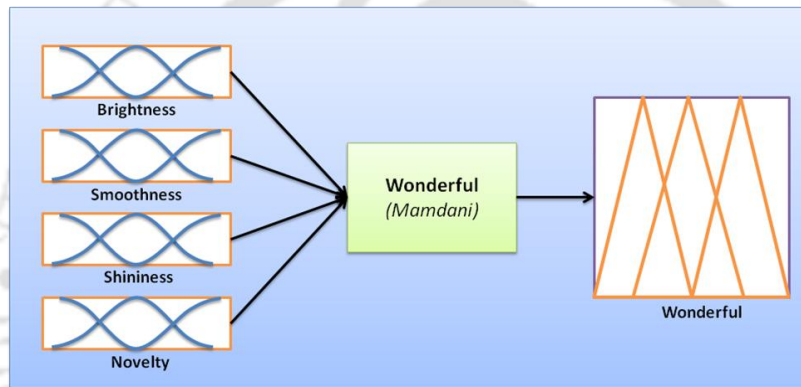 Brightness
Smoothness
Shininess
Novelty
Wonderful
(Mamdani)
Wonderful